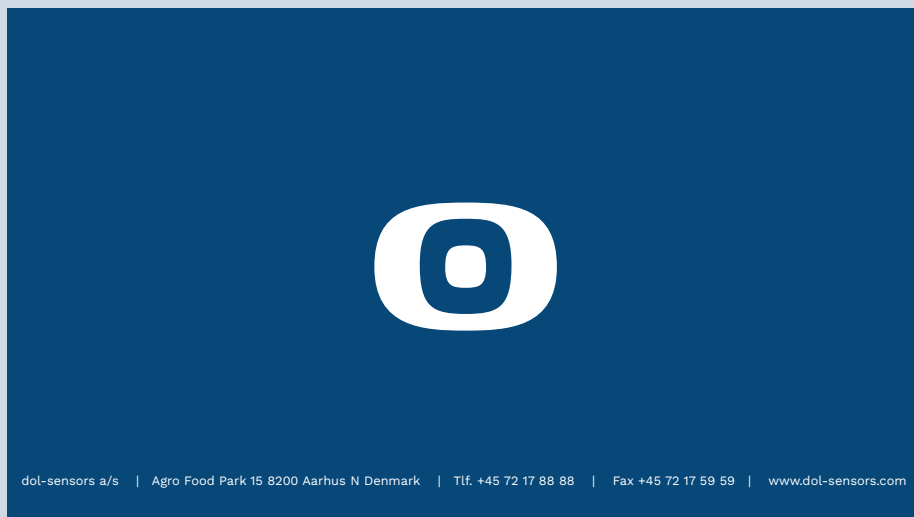 dol-sensors a/s | Agro Food Park 15 8200 Aarhus N Denmark | Tlf. +45 72 17 88 88 | Fax +45 72 17 59 59 | www.dol-sensors.com